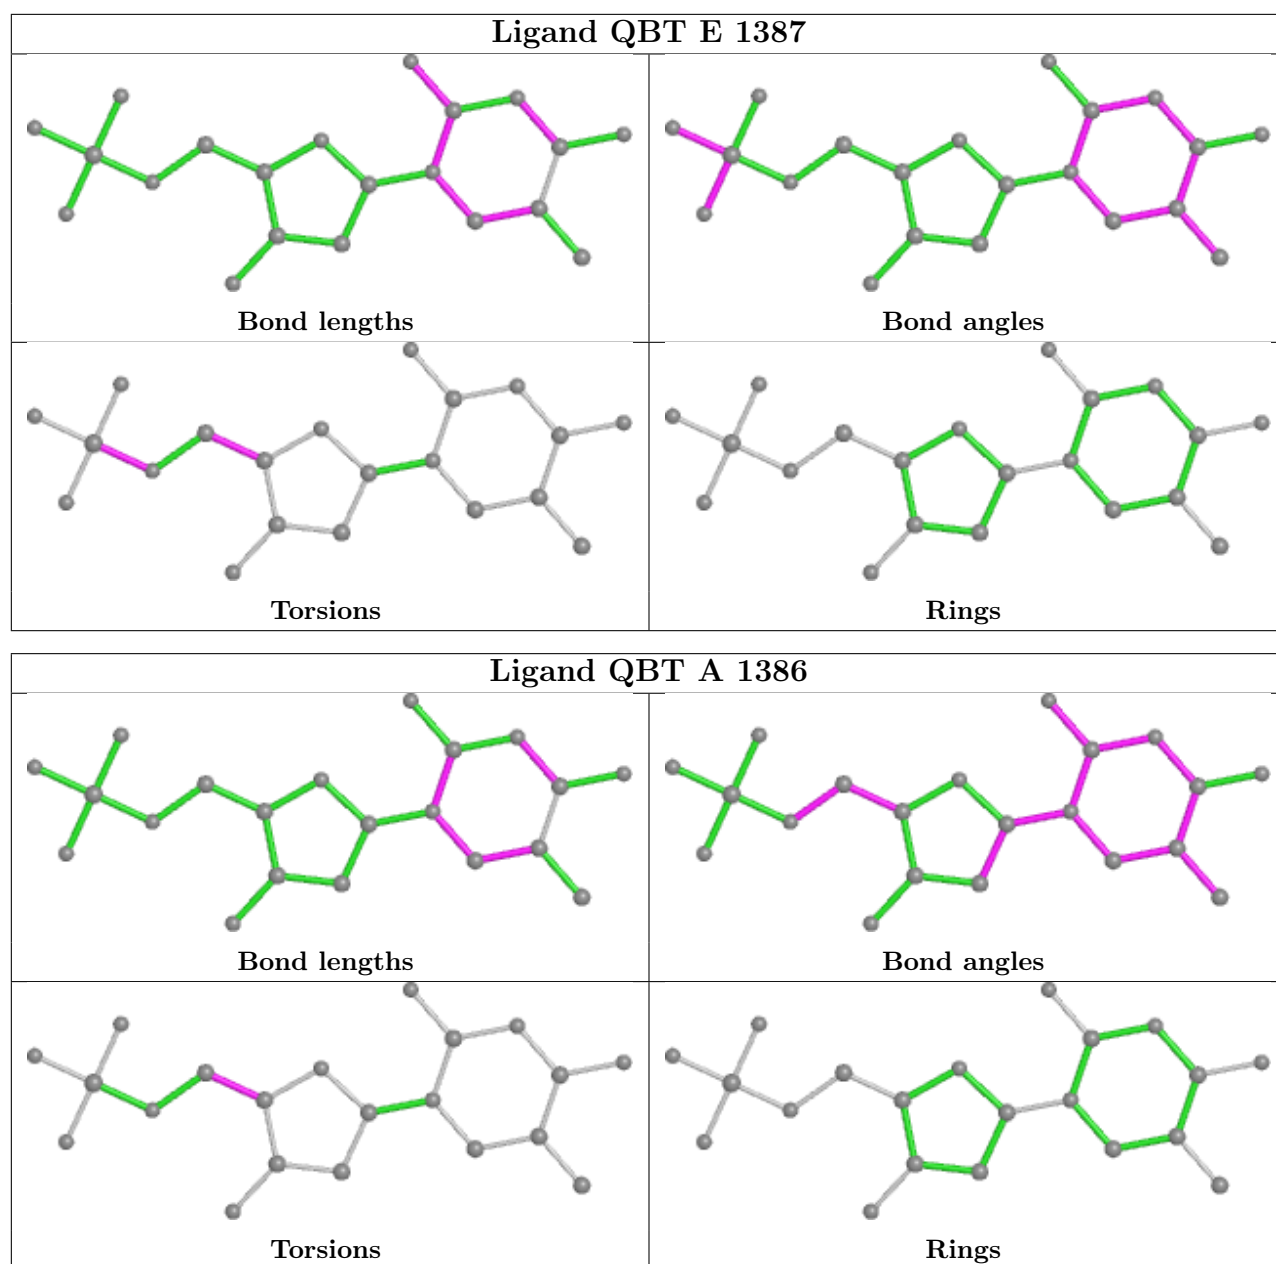 Ligand QBT E 1387
Bond lengths
Bond angles
Torsions
Rings
Ligand QBT A 1386
Bond lengths
Bond angles
Torsions
Rings